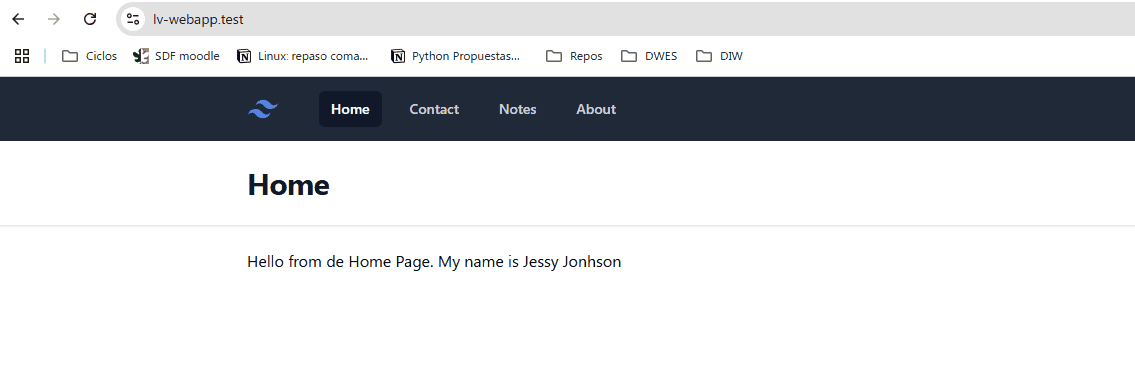 lv-webapp.test
Ciclos SDF moodle Linux: repaso coma... Python Propuestas... Repos DWES DIW
Home Contact Notes About
Home
Hello from de Home Page. My name is Jessy Jonhson